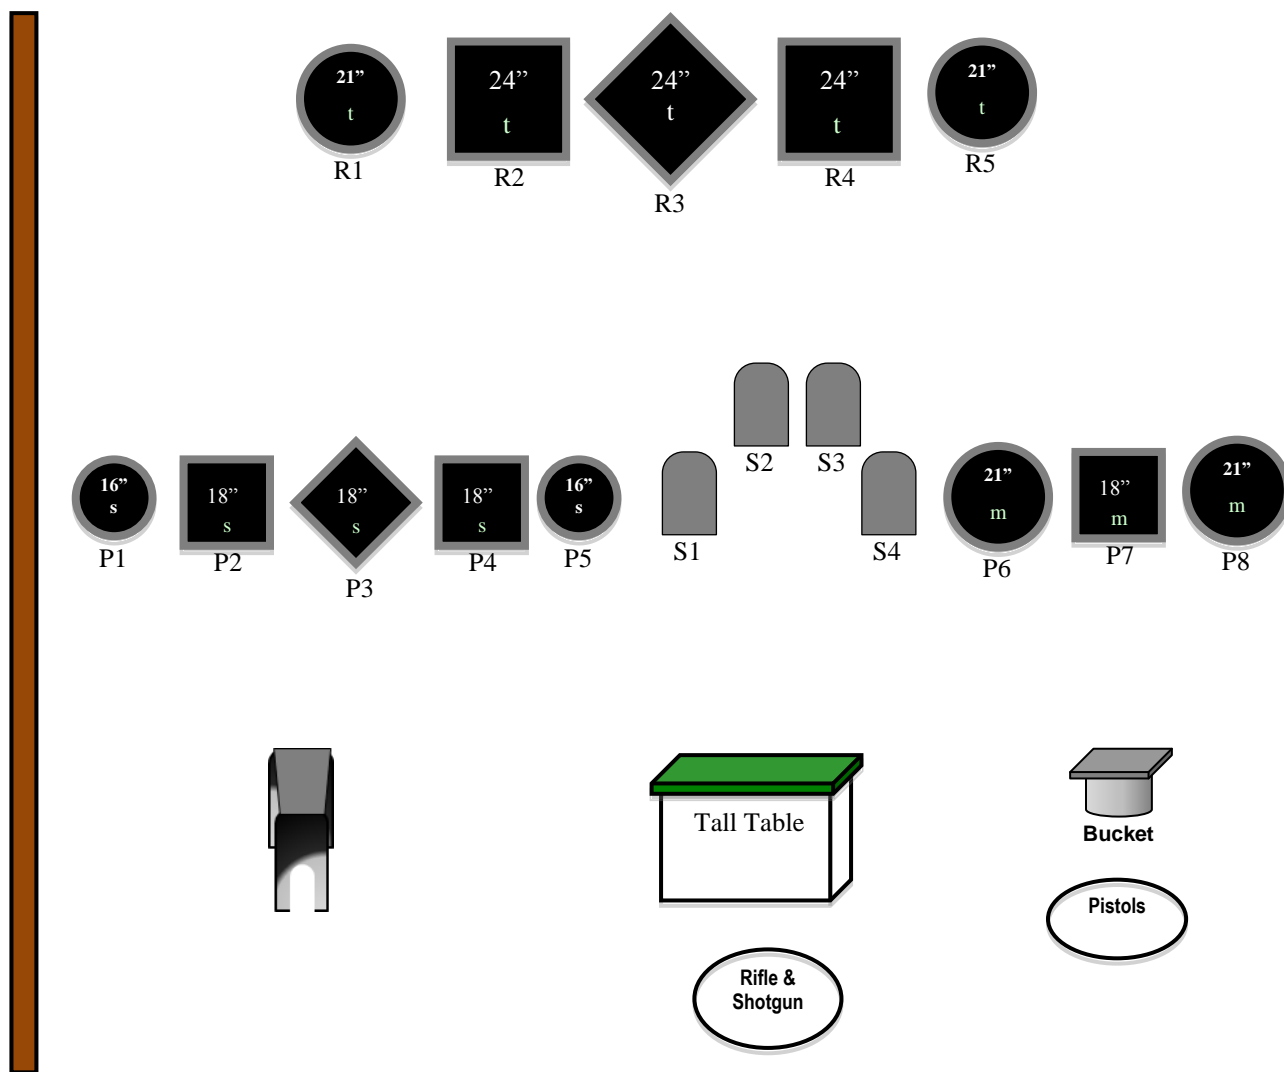 21”
t
R1
24”
t
R2
24”
t
R3
24”
t
R4
21”
t
R5
16”
s
P1
18”
s
P2
18”
s
P3
18”
s
P4
16”
s
P5
S1
S2
S3
S4
21”
m
P6
18”
m
P7
21”
m
P8
Tall Table
Bucket
Pistols
Rifle &
Shotgun